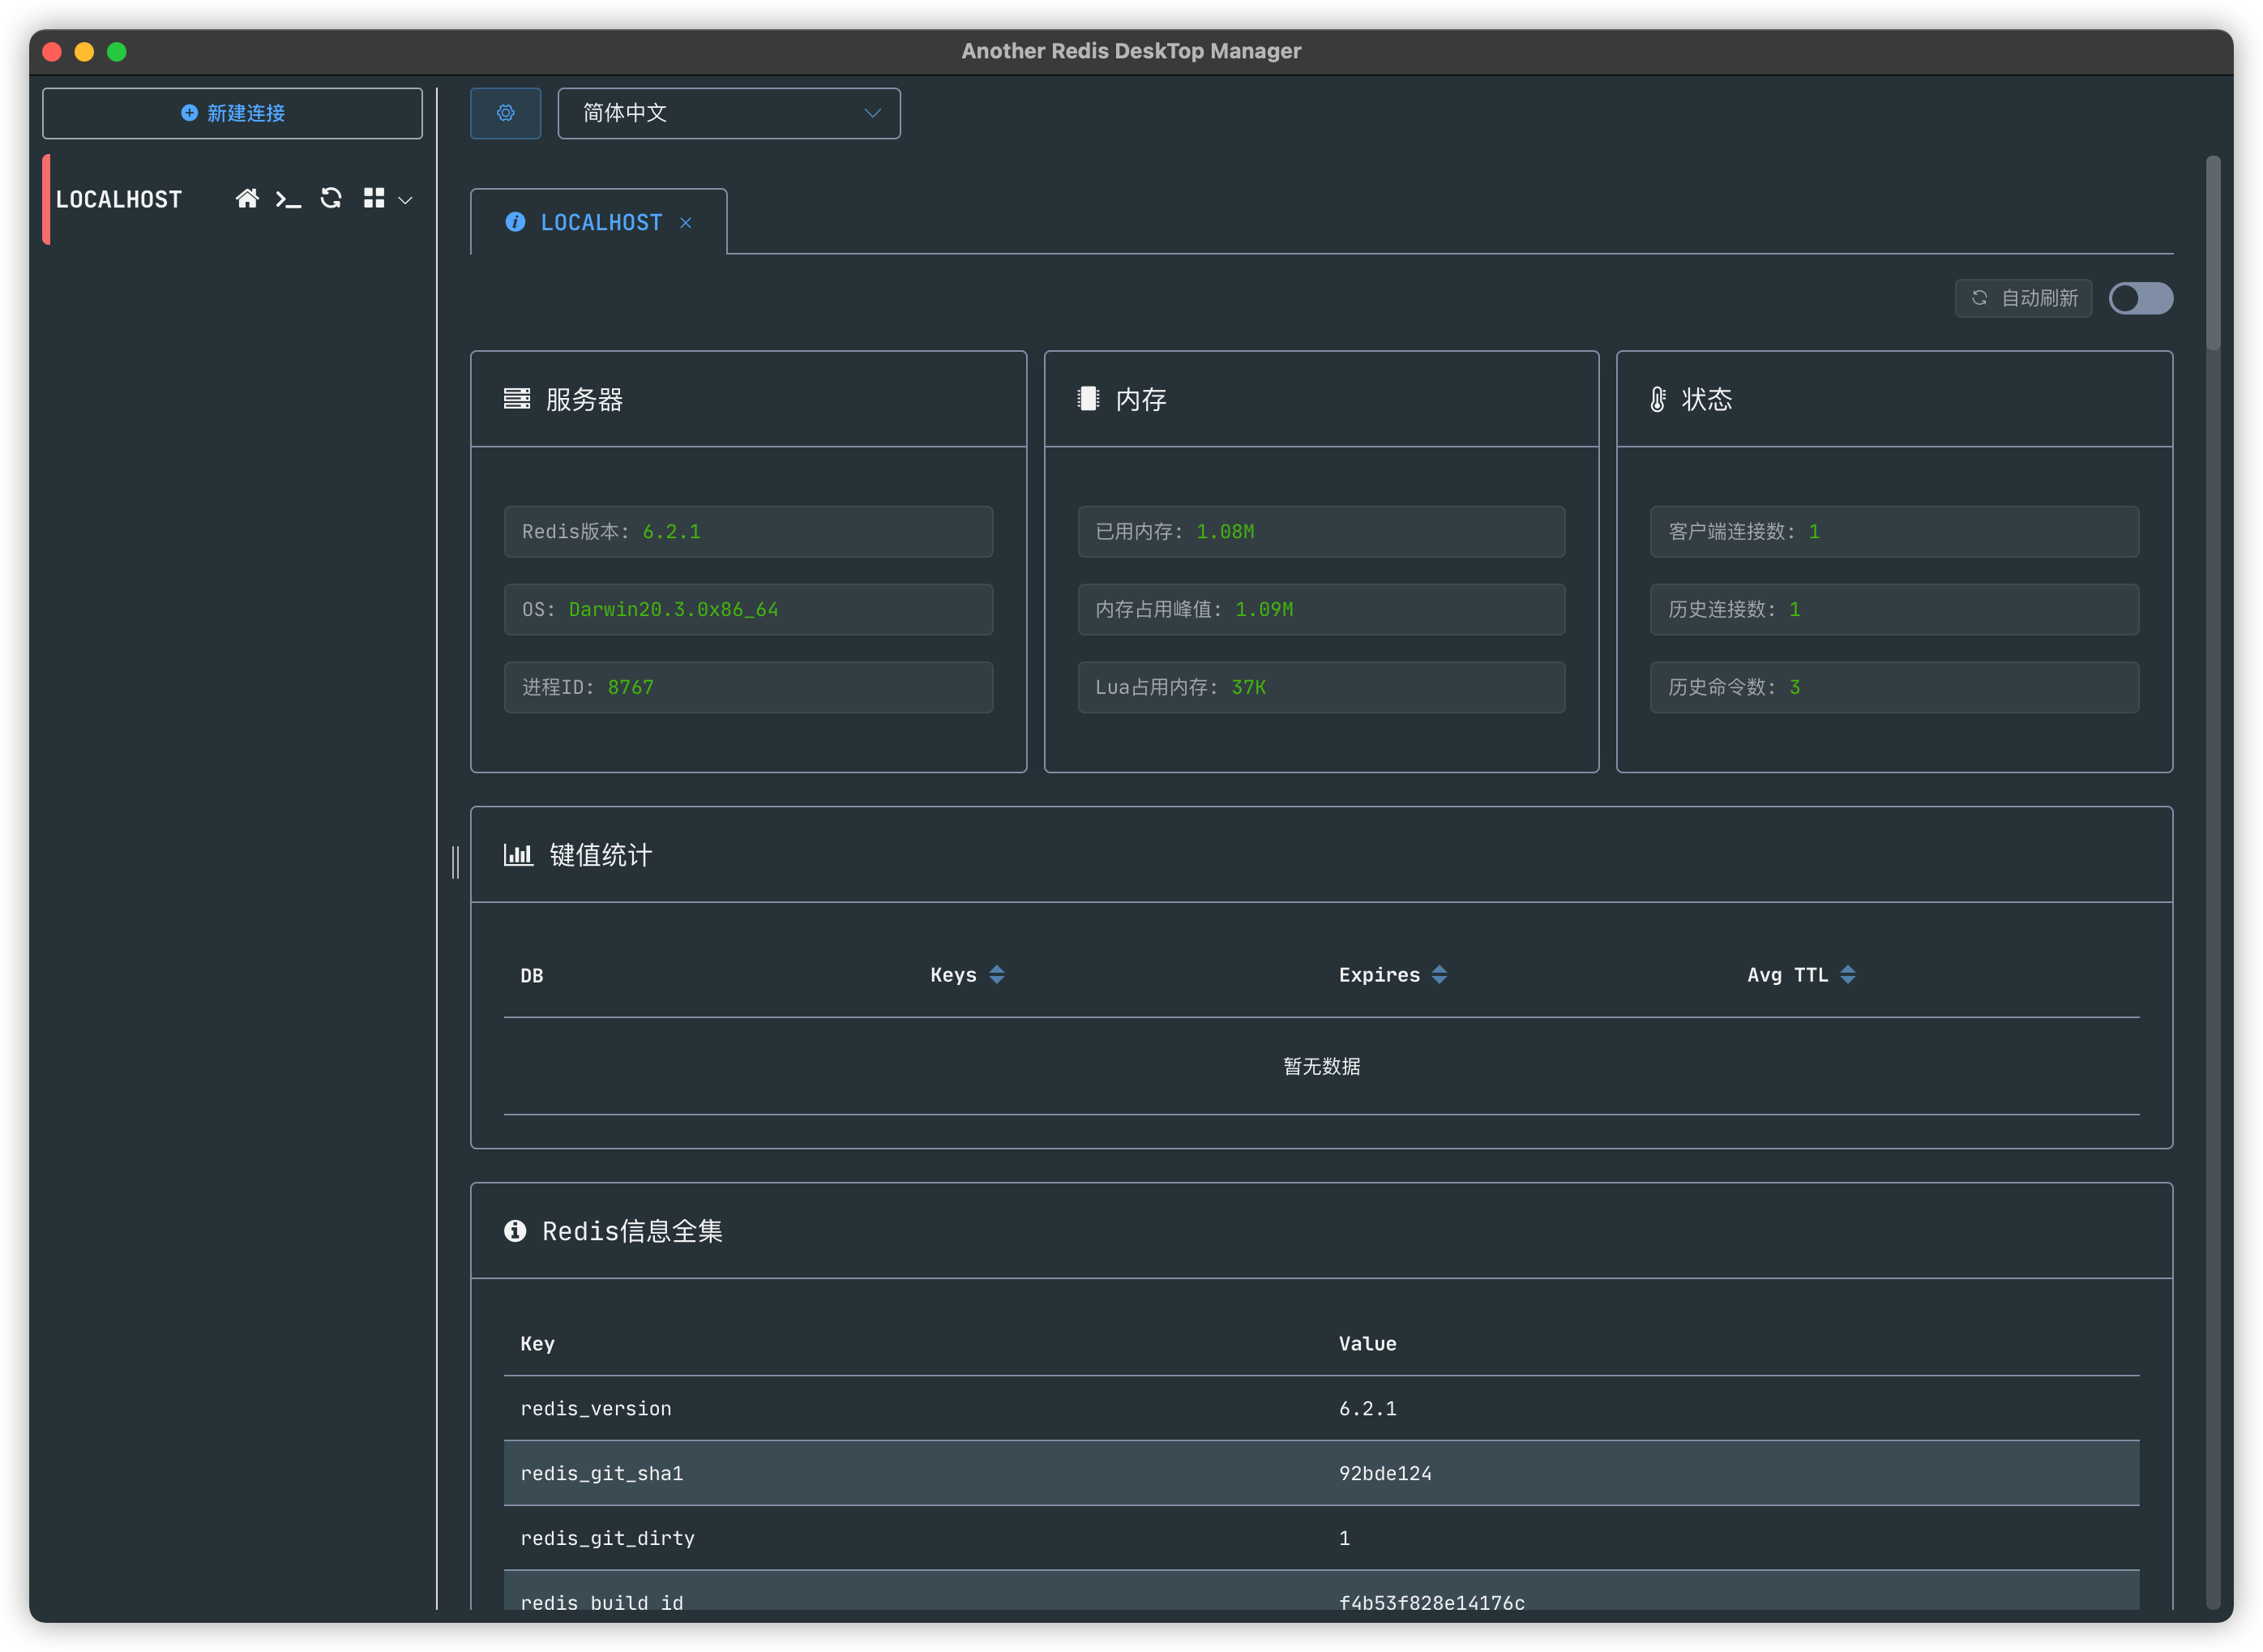 Another Redis DeskTop Manager
新建连接
简体中文
LOCALHOST
LOCALHOST
自动刷新
服务器
Redis版本: 6.2.1
OS: Darwin20.3.0x86_64
进程ID: 8767
内存
已用内存: 1.08M
内存占用峰值: 1.09M
Lua占用内存: 37K
状态
客户端连接数: 1
历史连接数: 1
历史命令数: 3
键值统计
DB Keys Expires Avg TTL
暂无数据
Redis信息全集
Key Value
redis_version 6.2.1
redis_git_sha1 92bde124
redis_git_dirty 1
redis_build_id f4b53f828e14176c